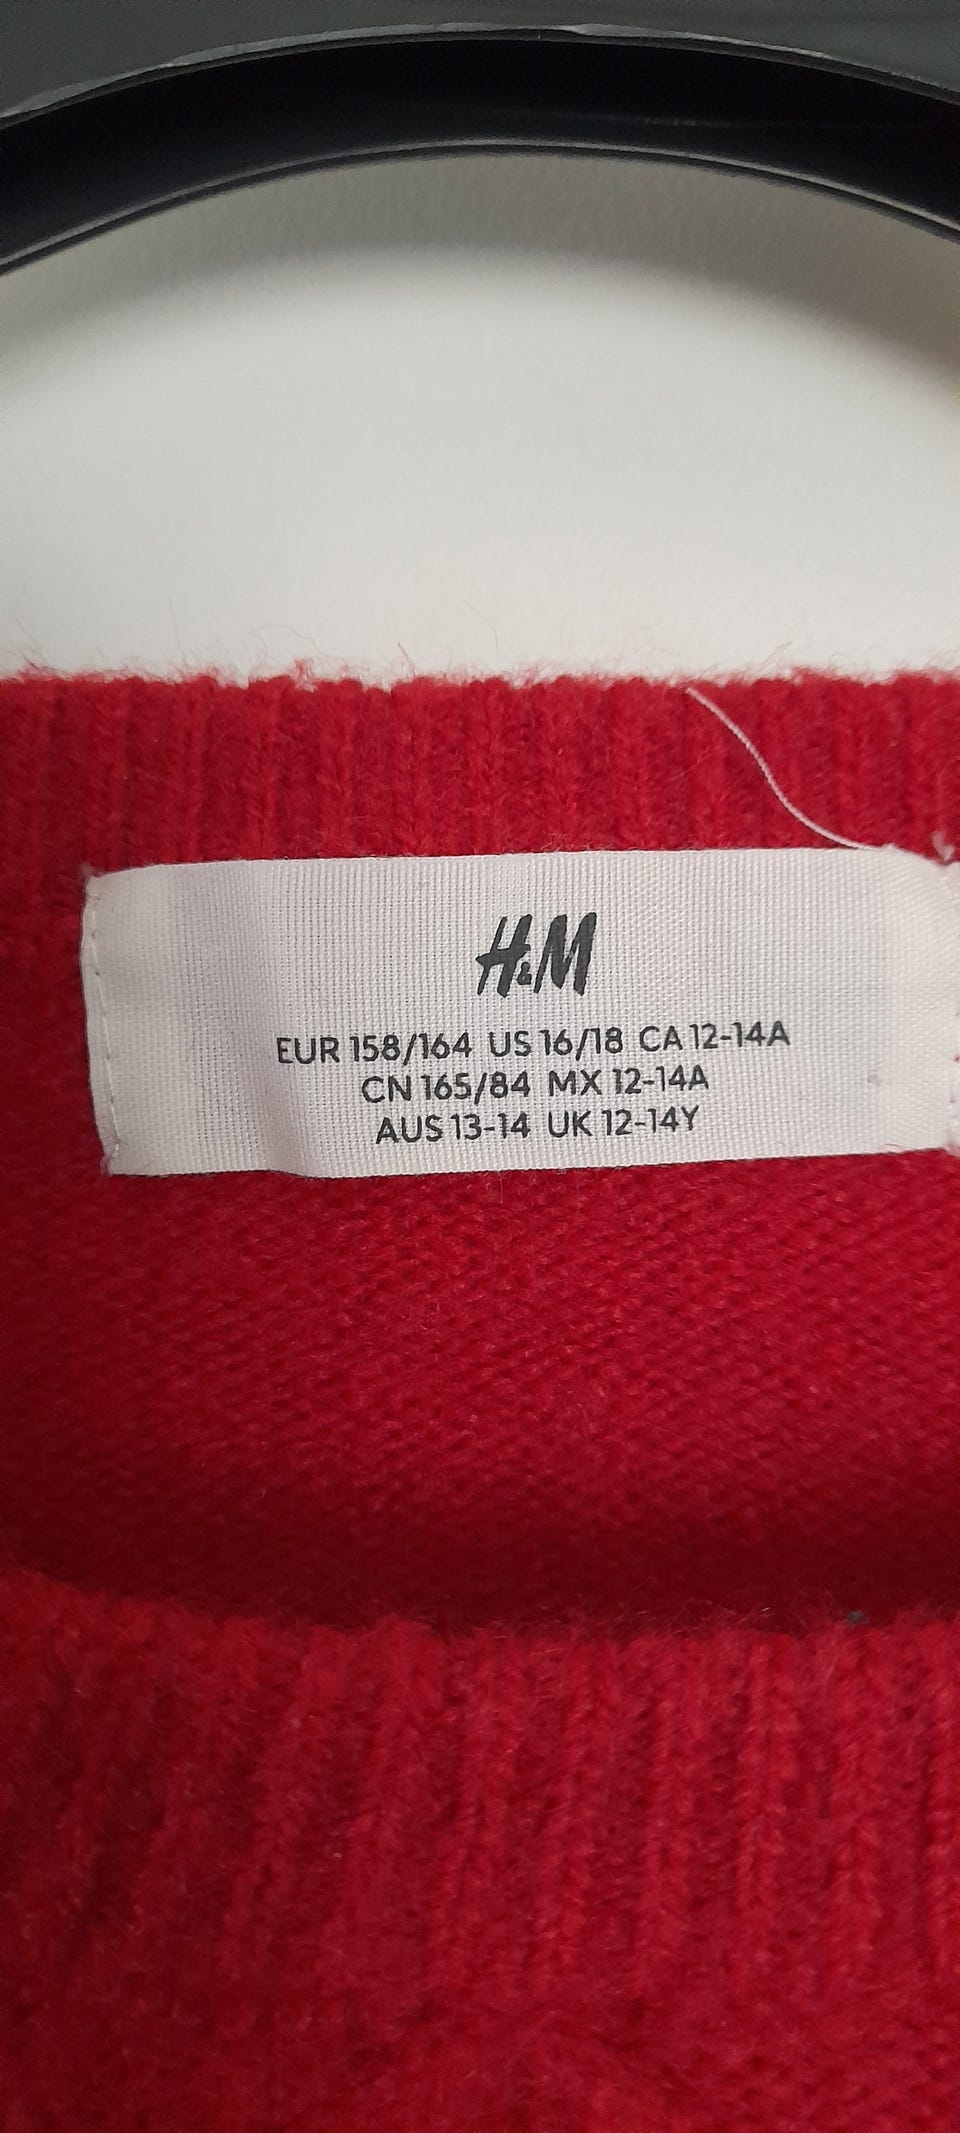 H&M
EUR 158/164 US 16/18 CA 12-14A
CN 165/84 MX 12-14A
AUS 13-14 UK 12-14Y